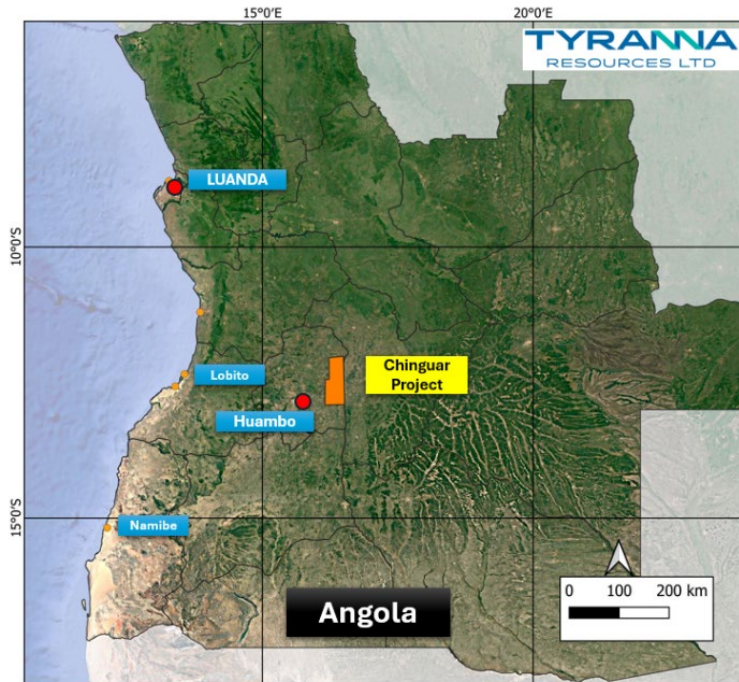 15°0'E
20°0'E
TYRANNA
RESOURCES LTD
LUANDA
10°0'S
Lobito
Chinguar
Project
Huambo
15°0'S
Namibe
Angola
0 100 200 km